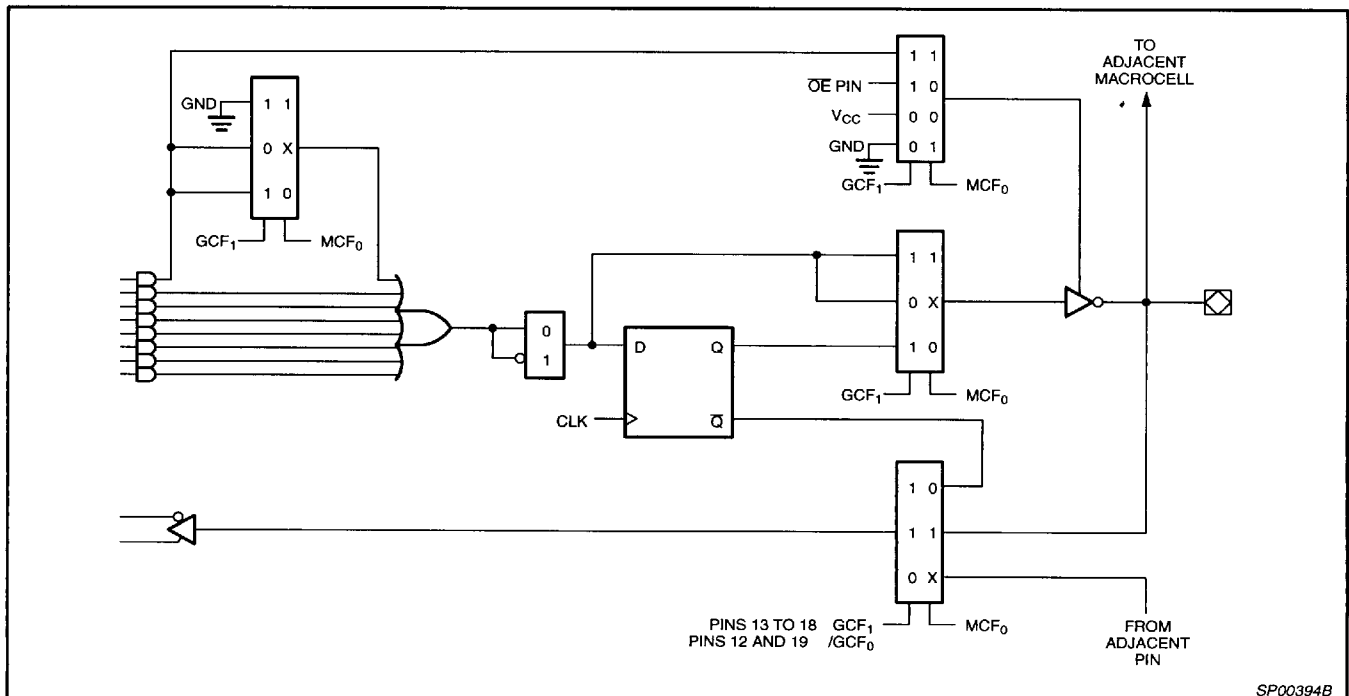 TO
ADJACENT
MACROCELL
1 1
OE PIN
1 0
VCC
0 0
GND
0 1
GCF1
MCF0
GND
1 1
0 X
1 0
GCF1
MCF0
1 1
0 X
1 0
GCF1
MCF0
0
1
D
Q
CLK
Q
1 0
1 1
0 X
PINS 13 TO 18 GCF1
PINS 12 AND 19 /GCF0
MCF0
FROM
ADJACENT
PIN
SP00394B